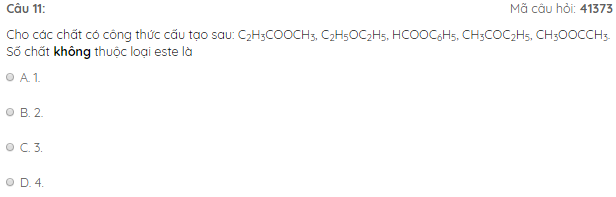 Câu 11: Mã câu hỏi: 41373
Cho các chất có công thức cấu tạo sau: C₂H₃COOCH₃, C₂H₅OC₂H₅, HCOOC₆H₅, CH₃COC₂H₅, CH₃OOCCH₃.
Số chất không thuộc loại este là
A. 1.
B. 2.
C. 3.
D. 4.